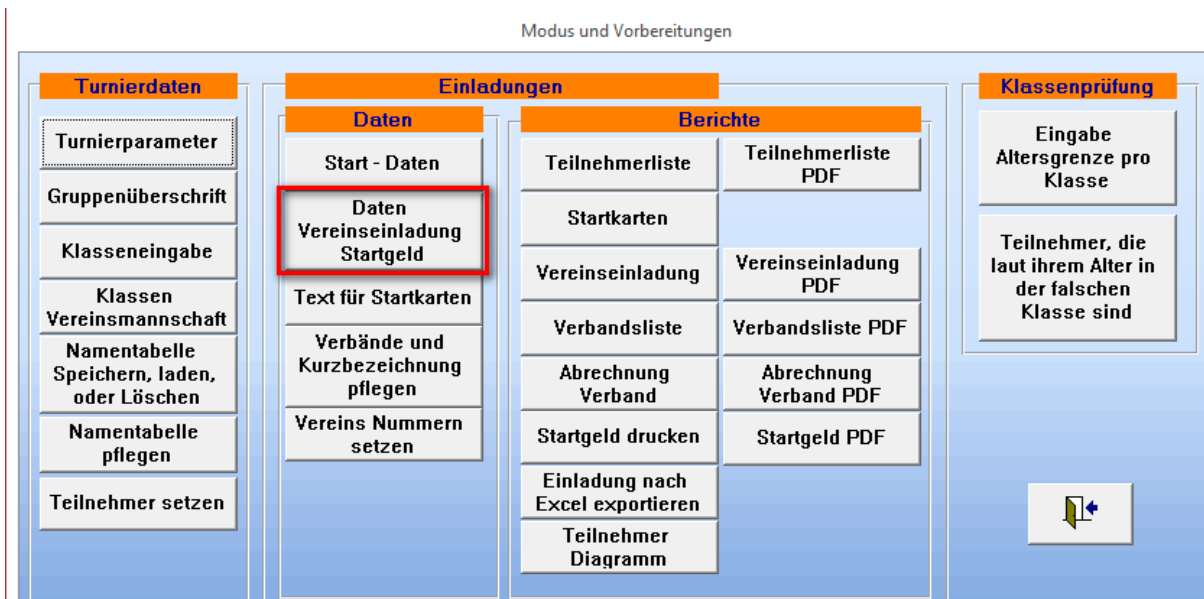 Modus und Vorbereitungen
Turnierdaten
Turnierparameter
Gruppenüberschrift
Klasseneingabe
Klassen
Vereinsmannschaft
Namentabelle
Speichern, laden,
oder Löschen
Namentabelle
pflegen
Teilnehmer setzen
Einladungen
Daten
Start - Daten
Daten
Vereinseinladung
Startgeld
Text für Startkarten
Verbände und
Kurzbezeichnung
pflegen
Vereins Nummern
setzen
Berichte
Teilnehmerliste
Teilnehmerliste
PDF
Startkarten
Vereinseinladung
Vereinseinladung
PDF
Verbandsliste
Verbandsliste PDF
Abrechnung
Verband
Abrechnung
Verband PDF
Startgeld drucken
Startgeld PDF
Einladung nach
Excel exportieren
Teilnehmer
Diagramm
Klassenprüfung
Eingabe
Altersgrenze pro
Klasse
Teilnehmer, die
laut ihrem Alter in
der falschen
Klasse sind